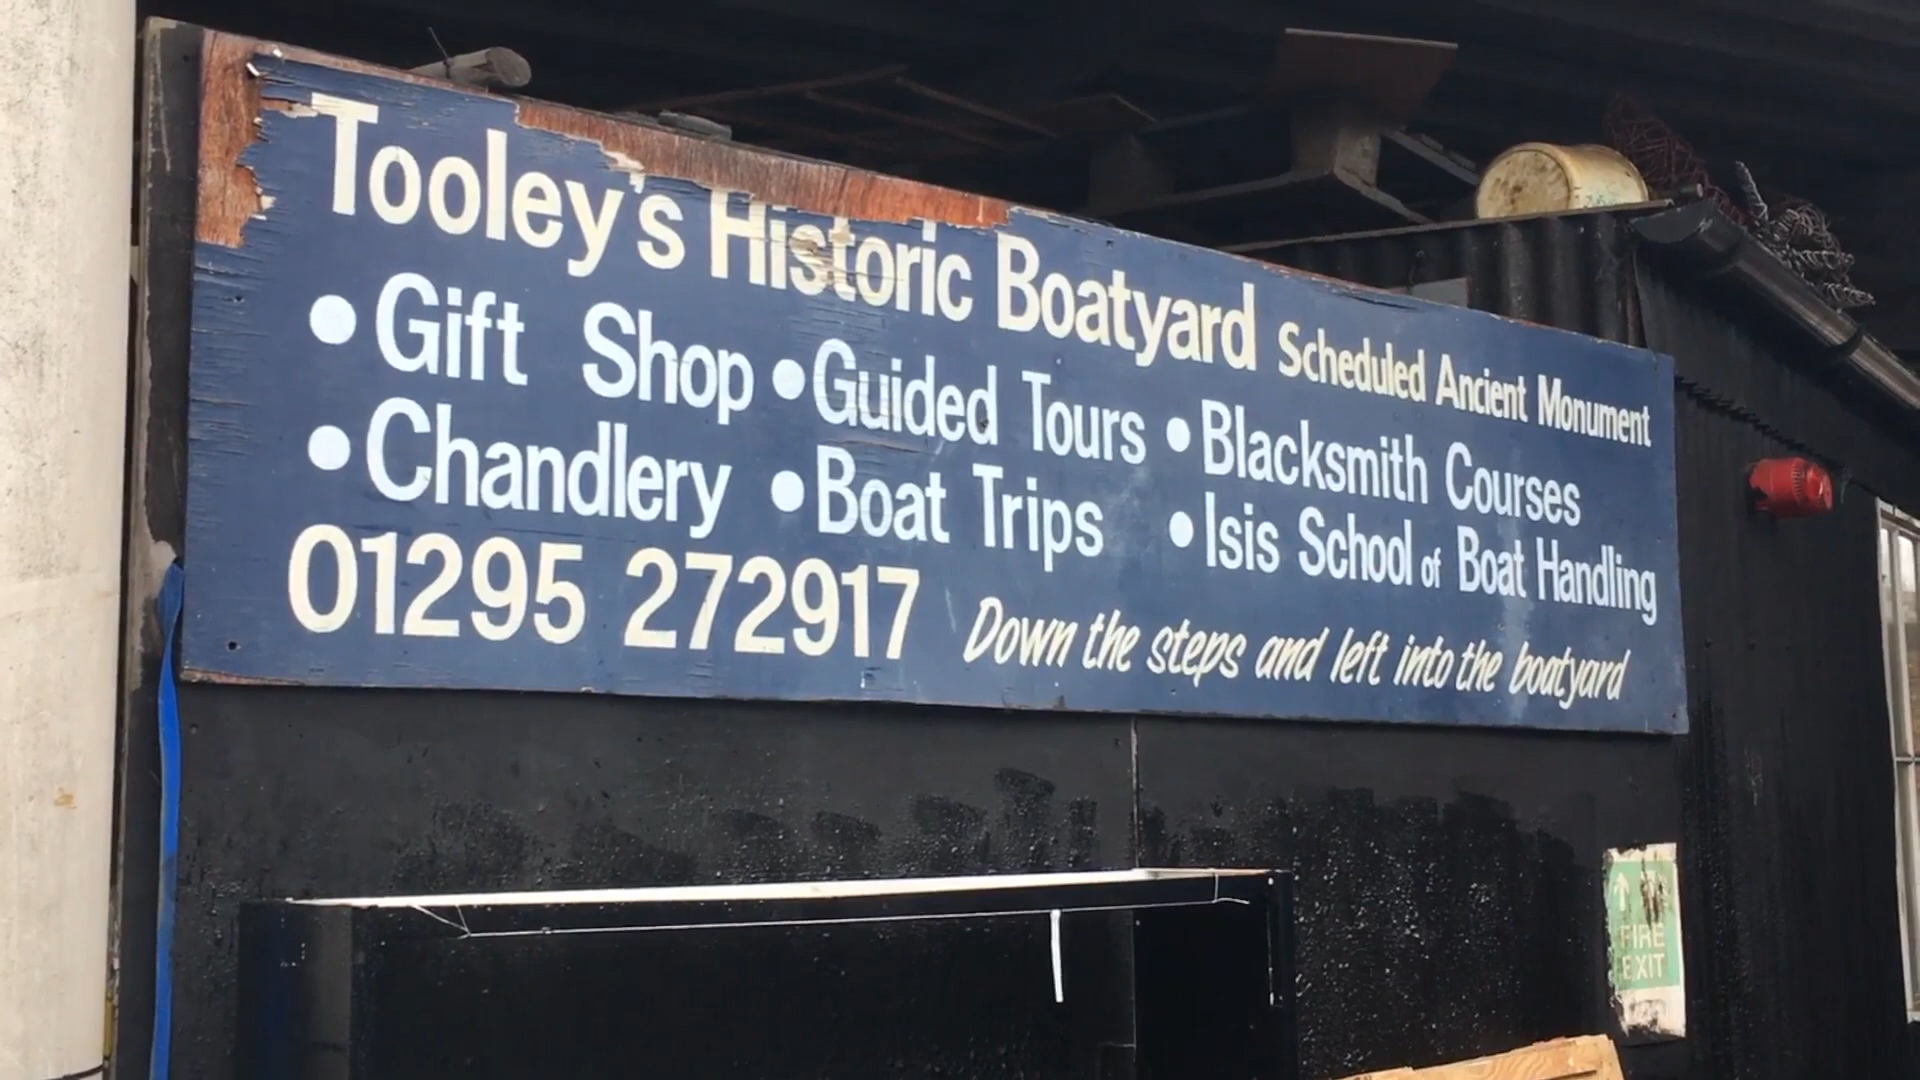 Tooley's Historic Boatyard Scheduled Ancient Monument
• Gift Shop • Guided Tours • Blacksmith Courses
• Chandlery • Boat Trips • Isis School of Boat Handling
01295 272917 Down the steps and left into the boatyard
FIRE
EXIT